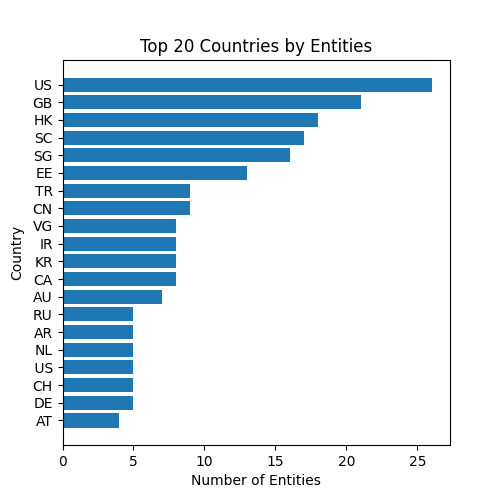 Top 20 Countries by Entities
US
GB
HK
SC
SG
EE
TR
CN
VG
IR
KR
CA
AU
RU
AR
NL
US
CH
DE
AT
Country
0 5 10 15 20 25
Number of Entities